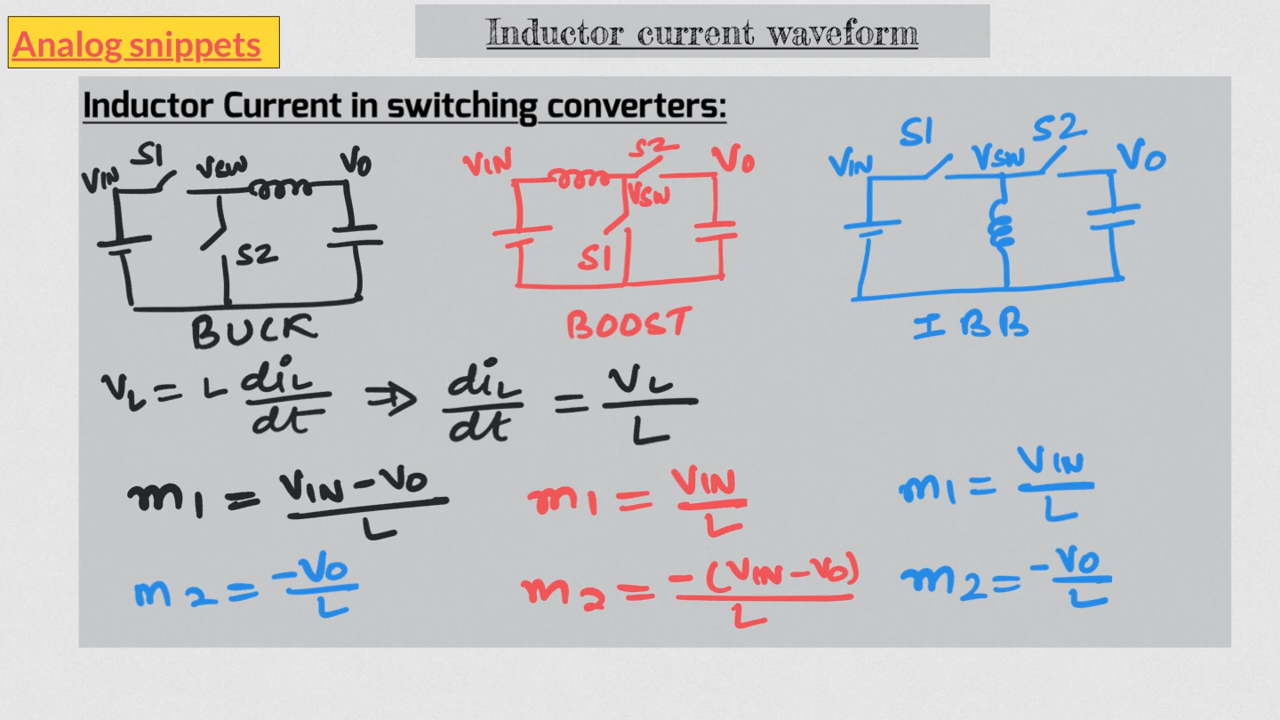 Analog snippets
Inductor current waveform
Inductor Current in switching converters:
VIN S1 VSW VO
S2
BUCK
VIN S2 VO
VSW
S1
BOOST
VIN S1 VSW S2 VO
IBB
VL = L diL/dt ⇒ diL/dt = VL/L
m1 = VIN-VO/L
m1 = VIN/L
m1 = VIN/L
m2 = -VO/L
m2 = -(VIN-VO)/L
m2 = -VO/L